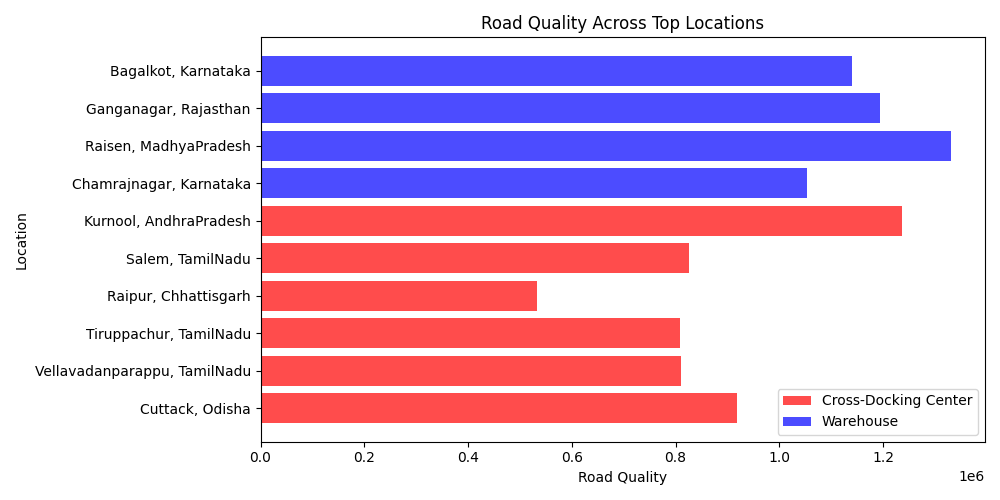 Road Quality Across Top Locations
Location
Bagalkot, Karnataka
Ganganagar, Rajasthan
Raisen, MadhyaPradesh
Chamrajnagar, Karnataka
Kurnool, AndhraPradesh
Salem, TamilNadu
Raipur, Chhattisgarh
Tiruppachur, TamilNadu
Vellavadanparappu, TamilNadu
Cuttack, Odisha
Cross-Docking Center
Warehouse
0.0 0.2 0.4 0.6 0.8 1.0 1.2
1e6
Road Quality